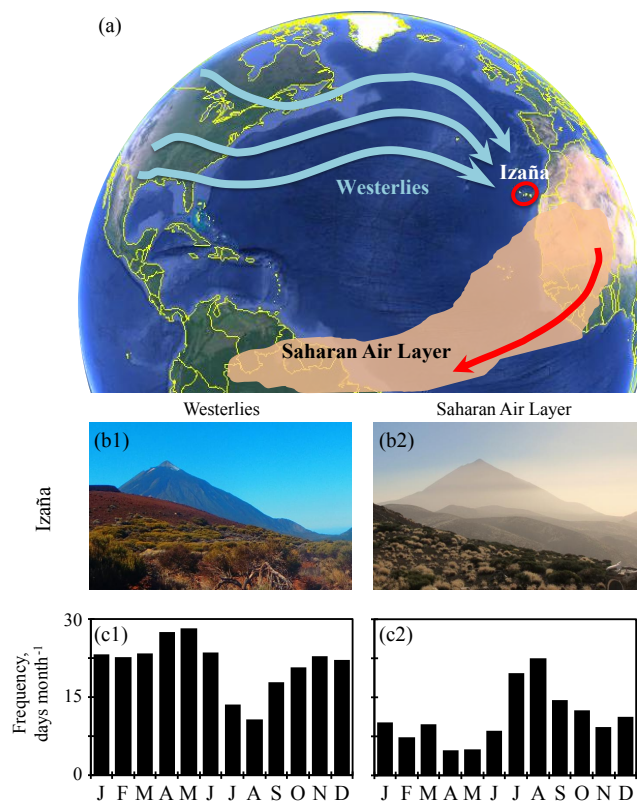 (a)
Izaña
Westerlies
Saharan Air Layer
Westerlies
Saharan Air Layer
(b1)
(b2)
Izaña
(c1)
(c2)
Frequency,
days month⁻¹
30
15
0
J F M A M J J A S O N D
J F M A M J J A S O N D